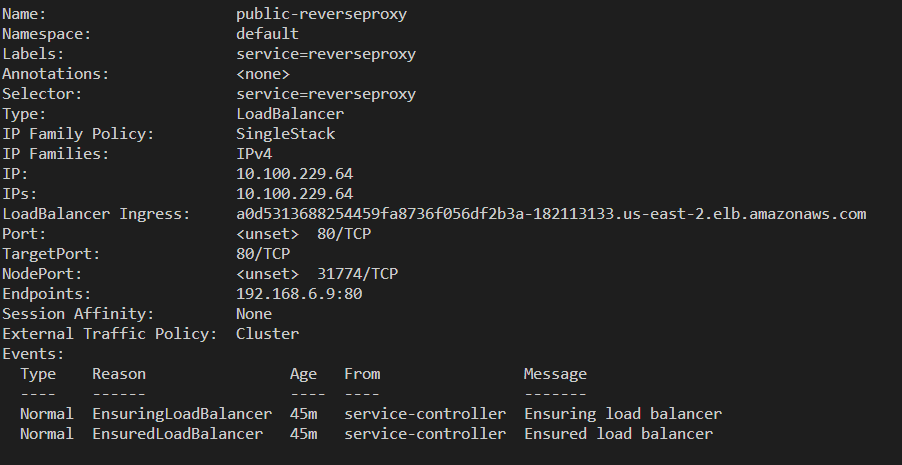 Name: public-reverseproxy
Namespace: default
Labels: service=reverseproxy
Annotations: <none>
Selector: service=reverseproxy
Type: LoadBalancer
IP Family Policy: SingleStack
IP Families: IPv4
IP: 10.100.229.64
IPs: 10.100.229.64
LoadBalancer Ingress: a0d5313688254459fa8736f056df2b3a-182113133.us-east-2.elb.amazonaws.com
Port: <unset> 80/TCP
TargetPort: 80/TCP
NodePort: <unset> 31774/TCP
Endpoints: 192.168.6.9:80
Session Affinity: None
External Traffic Policy: Cluster
Events:
Type Reason Age From Message
---- ------ ---- ---- -------
Normal EnsuringLoadBalancer 45m service-controller Ensuring load balancer
Normal EnsuredLoadBalancer 45m service-controller Ensured load balancer